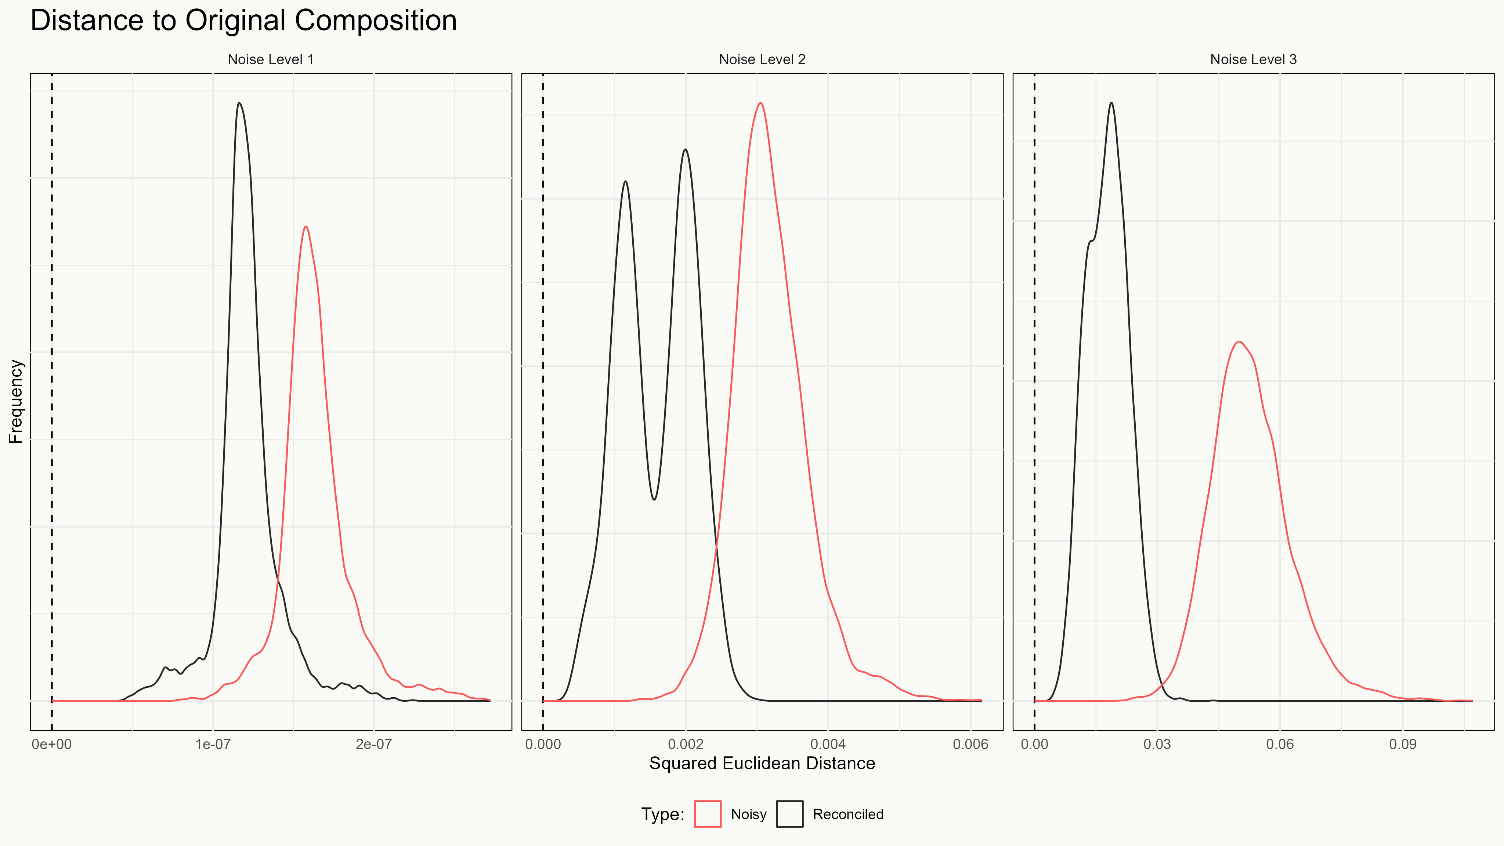 Distance to Original Composition
Noise Level 1
Noise Level 2
Noise Level 3
Frequency
0e+00 1e-07 2e-07
0.000 0.002 0.004 0.006
0.00 0.03 0.06 0.09
Squared Euclidean Distance
Type: Noisy Reconciled